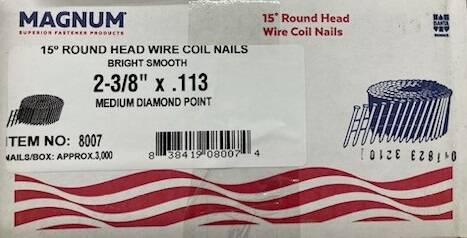 MAGNUM
SUPERIOR FASTENER PRODUCTS
15° Round Head
Wire Coil Nails
15º ROUND HEAD WIRE COIL NAILS
BRIGHT SMOOTH
2-3/8" x .113
MEDIUM DIAMOND POINT
ITEM NO: 8007
NAILS/BOX: APPROX.3,000
8 38419 08007 4